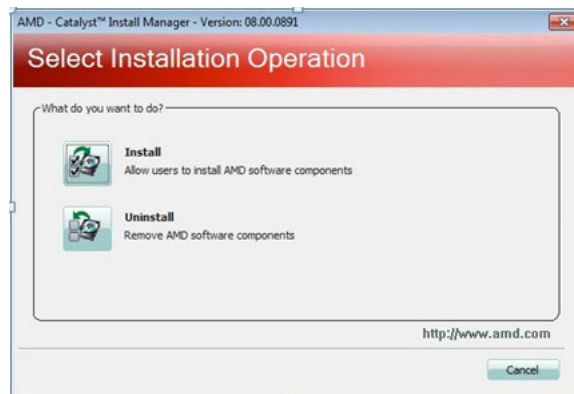 AMD - Catalyst™ Install Manager - Version: 08.00.0891
Select Installation Operation
What do you want to do?
Install
Allow users to install AMD software components
Uninstall
Remove AMD software components
http://www.amd.com
Cancel